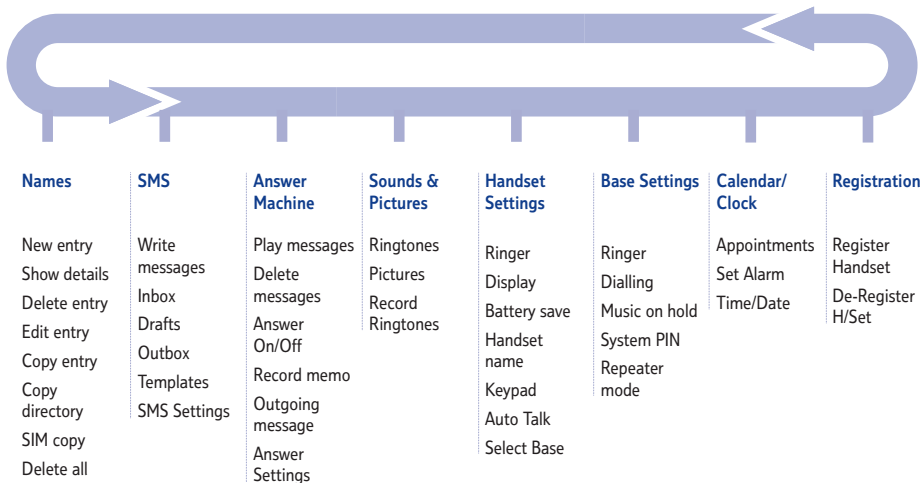 Names
New entry
Show details
Delete entry
Edit entry
Copy entry
Copy
directory
SIM copy
Delete all
SMS
Write
messages
Inbox
Drafts
Outbox
Templates
SMS Settings
Answer
Machine
Play messages
Delete
messages
Answer
On/Off
Record memo
Outgoing
message
Answer
Settings
Sounds &
Pictures
Ringtones
Pictures
Record
Ringtones
Handset
Settings
Ringer
Display
Battery save
Handset
name
Keypad
Auto Talk
Select Base
Base Settings
Ringer
Dialling
Music on hold
System PIN
Repeater
mode
Calendar/
Clock
Appointments
Set Alarm
Time/Date
Registration
Register
Handset
De-Register
H/Set